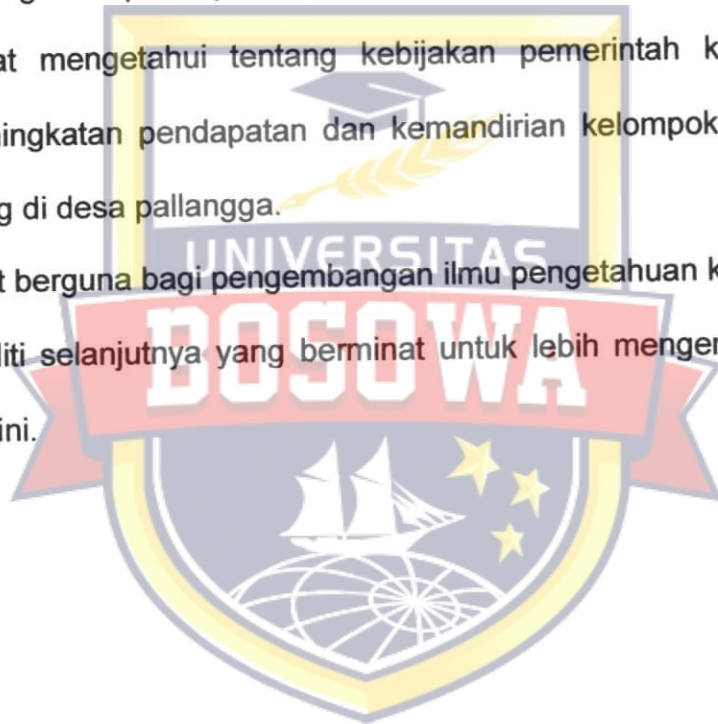 at mengetahui tentang kebijakan pemerintah k
ningkatan pendapatan dan kemandirian kelompok
g di desa pallangga.
UNIVERSITAS
t berguna bagi pengembangan ilmu pengetahuan k
BOSOWA
liti selanjutnya yang berminat untuk lebih menger
ini.